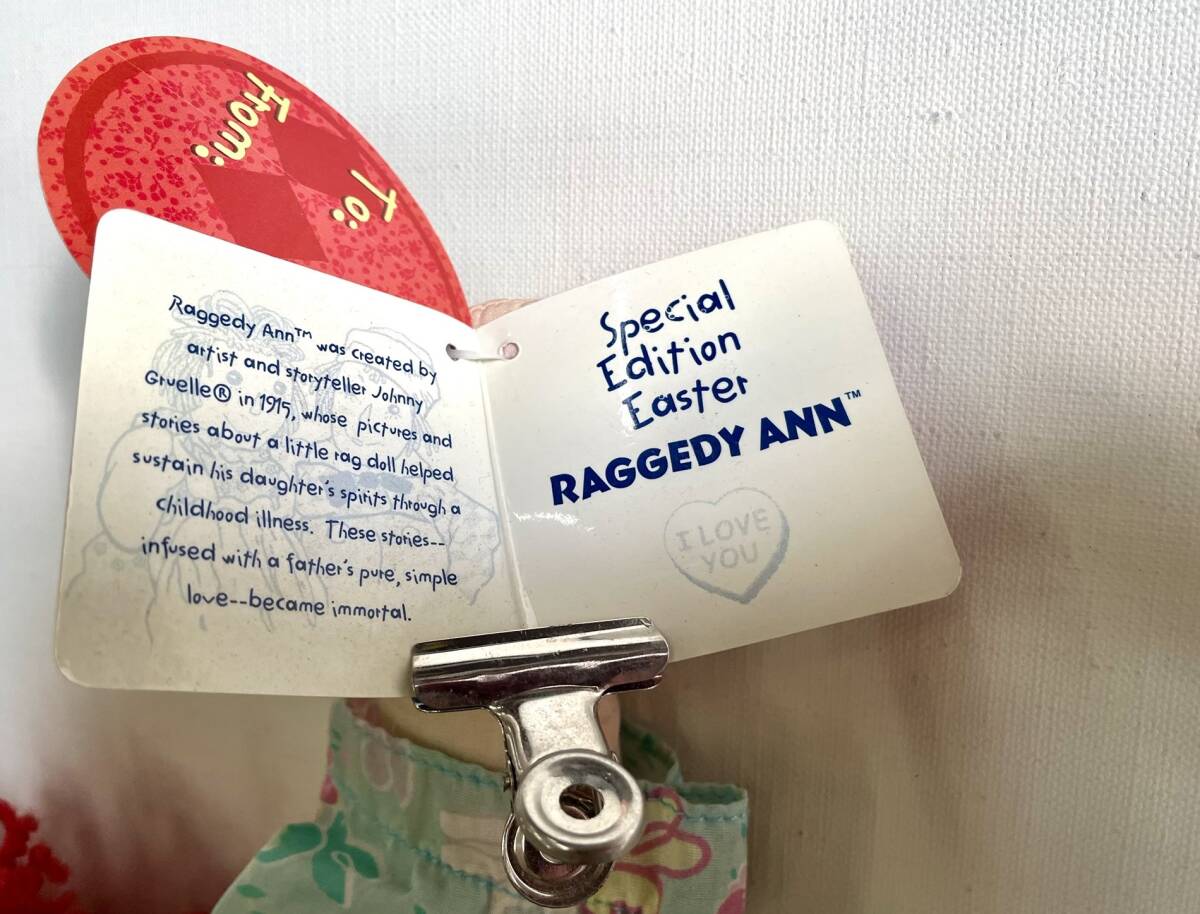 From:
To:
Raggedy Ann™ was created by
artist and storyteller Johnny
Gruelle® in 1915, whose pictures and
stories about a little rag doll helped
sustain his daughter's spirits through a
childhood illness. These stories--
infused with a father's pure, simple
love--became immortal.
Special
Edition
Easter
RAGGEDY ANN™
I LOVE
YOU